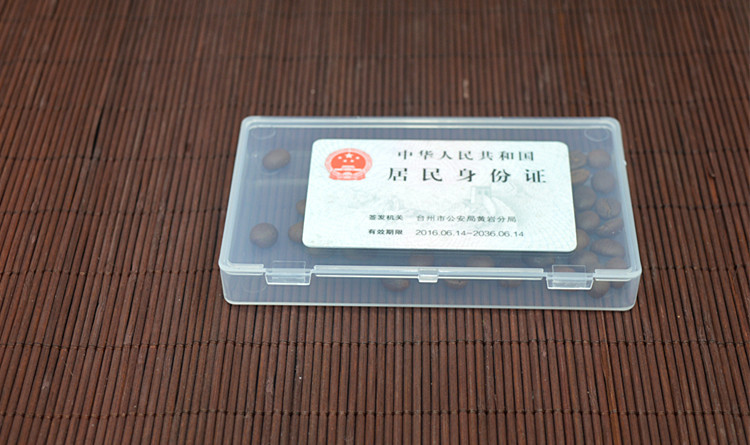 中华人民共和国
居民身份证
签发机关 台州市公安局黄岩分局
有效期限 2016.06.14~2036.06.14